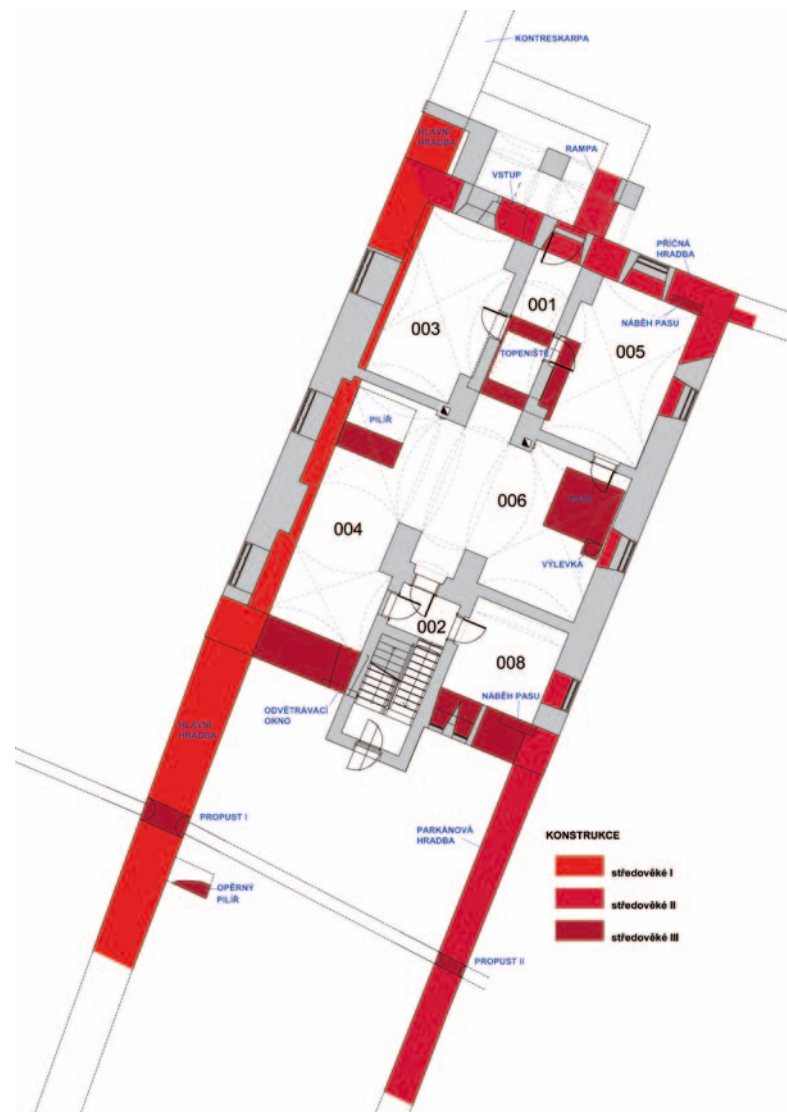 KONTRESKARPA
HLAVNÍ
HRADBA
RAMPA
VSTUP
PŘÍČNÁ
HRADBA
001
003
NÁBĚH PASU
005
TOPENIŠTĚ
PILÍŘ
006
PILÍŘ
004
VÝLEVKA
002
008
NÁBĚH PASU
ODVĚTRÁVACÍ
OKNO
HLAVNÍ
HRADBA
PROPUST I
PARKÁNOVÁ
HRADBA
KONSTRUKCE
středověké I
OPĚRNÝ
PILÍŘ
středověké II
středověké III
PROPUST II